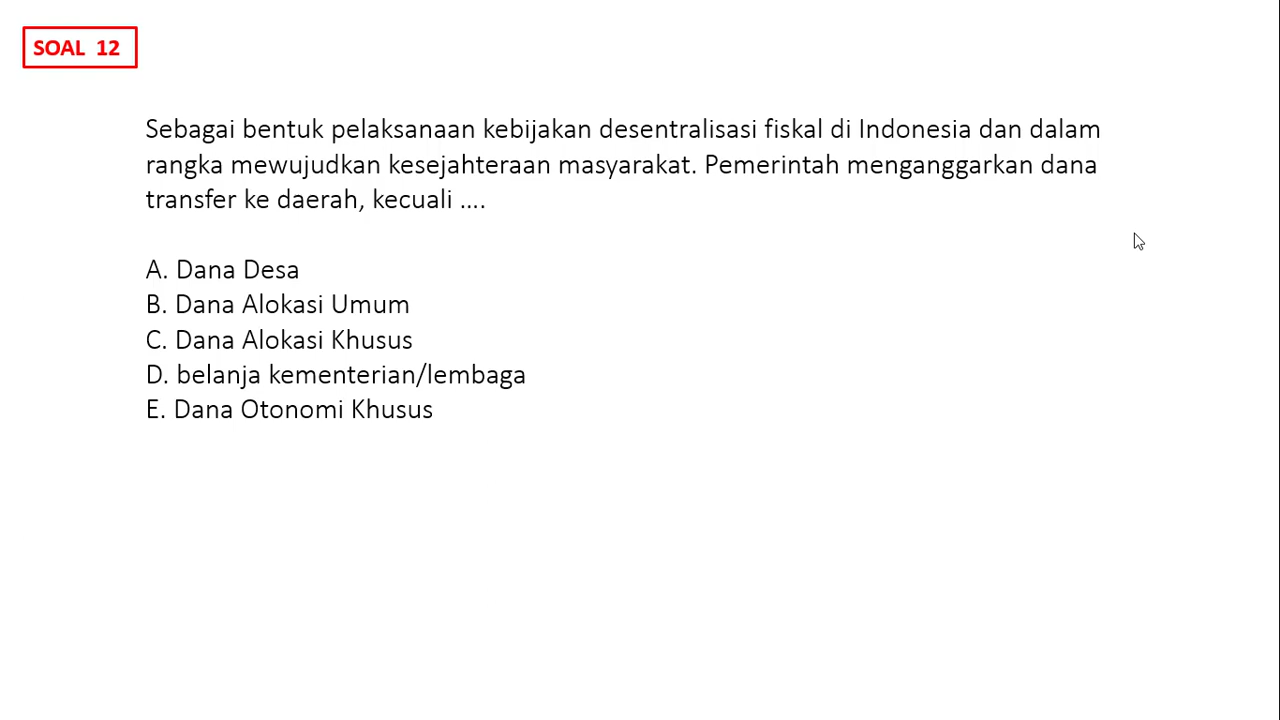 SOAL 12
Sebagai bentuk pelaksanaan kebijakan desentralisasi fiskal di Indonesia dan dalam
rangka mewujudkan kesejahteraan masyarakat. Pemerintah menganggarkan dana
transfer ke daerah, kecuali ....
A. Dana Desa
B. Dana Alokasi Umum
C. Dana Alokasi Khusus
D. belanja kementerian/lembaga
E. Dana Otonomi Khusus